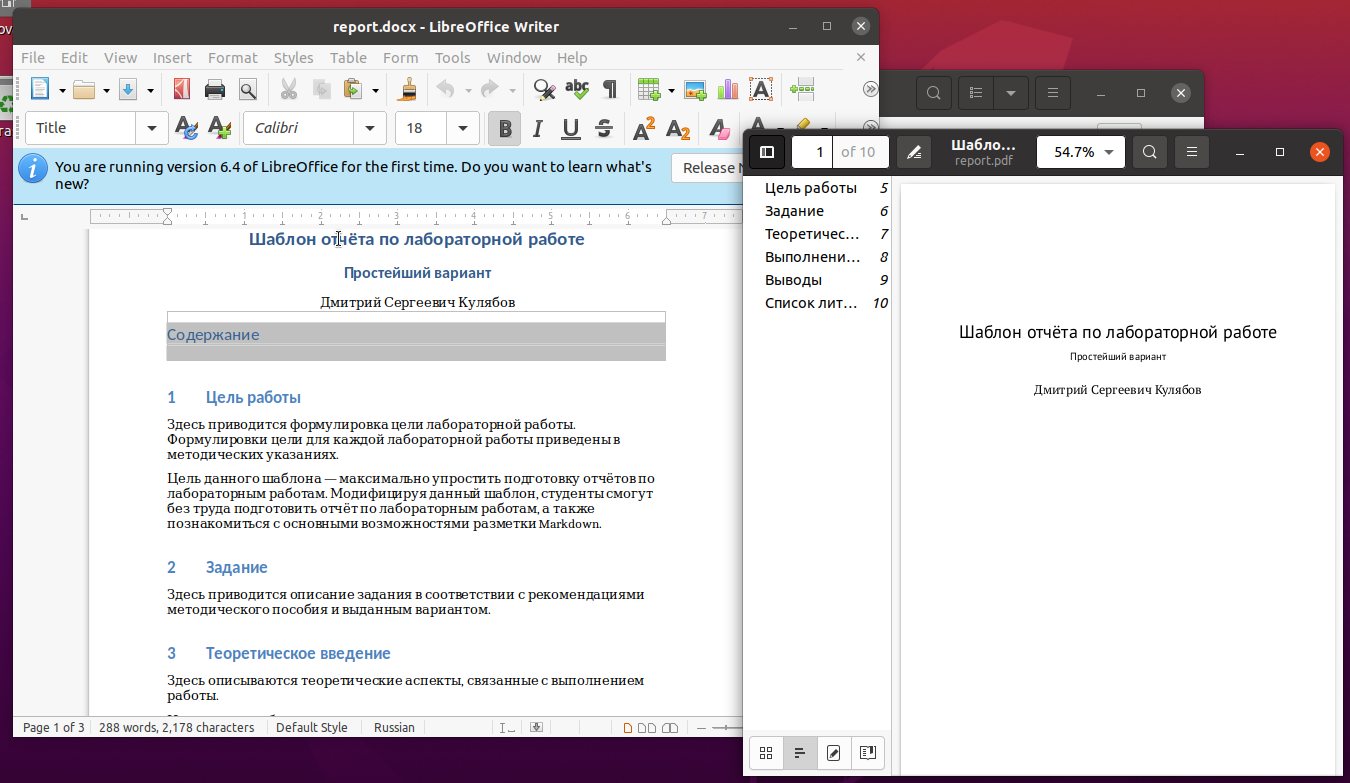 report.docx - LibreOffice Writer
File Edit View Insert Format Styles Table Form Tools Window Help
Title Calibri 18
You are running version 6.4 of LibreOffice for the first time. Do you want to learn what's
new?
Release
1 2 3 4 5 6 7
Шаблон отчёта по лабораторной работе
Простейший вариант
Дмитрий Сергеевич Кулябов
Содержание
1 Цель работы
Здесь приводится формулировка цели лабораторной работы.
Формулировки цели для каждой лабораторной работы приведены в
методических указаниях.
Цель данного шаблона — максимально упростить подготовку отчётов по
лабораторным работам. Модифицируя данный шаблон, студенты смогут
без труда подготовить отчёт по лабораторным работам, а также
познакомиться с основными возможностями разметки Markdown.
2 Задание
Здесь приводится описание задания в соответствии с рекомендациями
методического пособия и выданным вариантом.
3 Теоретическое введение
Здесь описываются теоретические аспекты, связанные с выполнением
работы.
Page 1 of 3 288 words, 2,178 characters Default Style Russian
1 of 10
Шабло...
report.pdf
54.7%
Цель работы 5
Задание 6
Теоретичес... 7
Выполнени... 8
Выводы 9
Список лит... 10
Шаблон отчёта по лабораторной работе
Простейший вариант
Дмитрий Сергеевич Кулябов